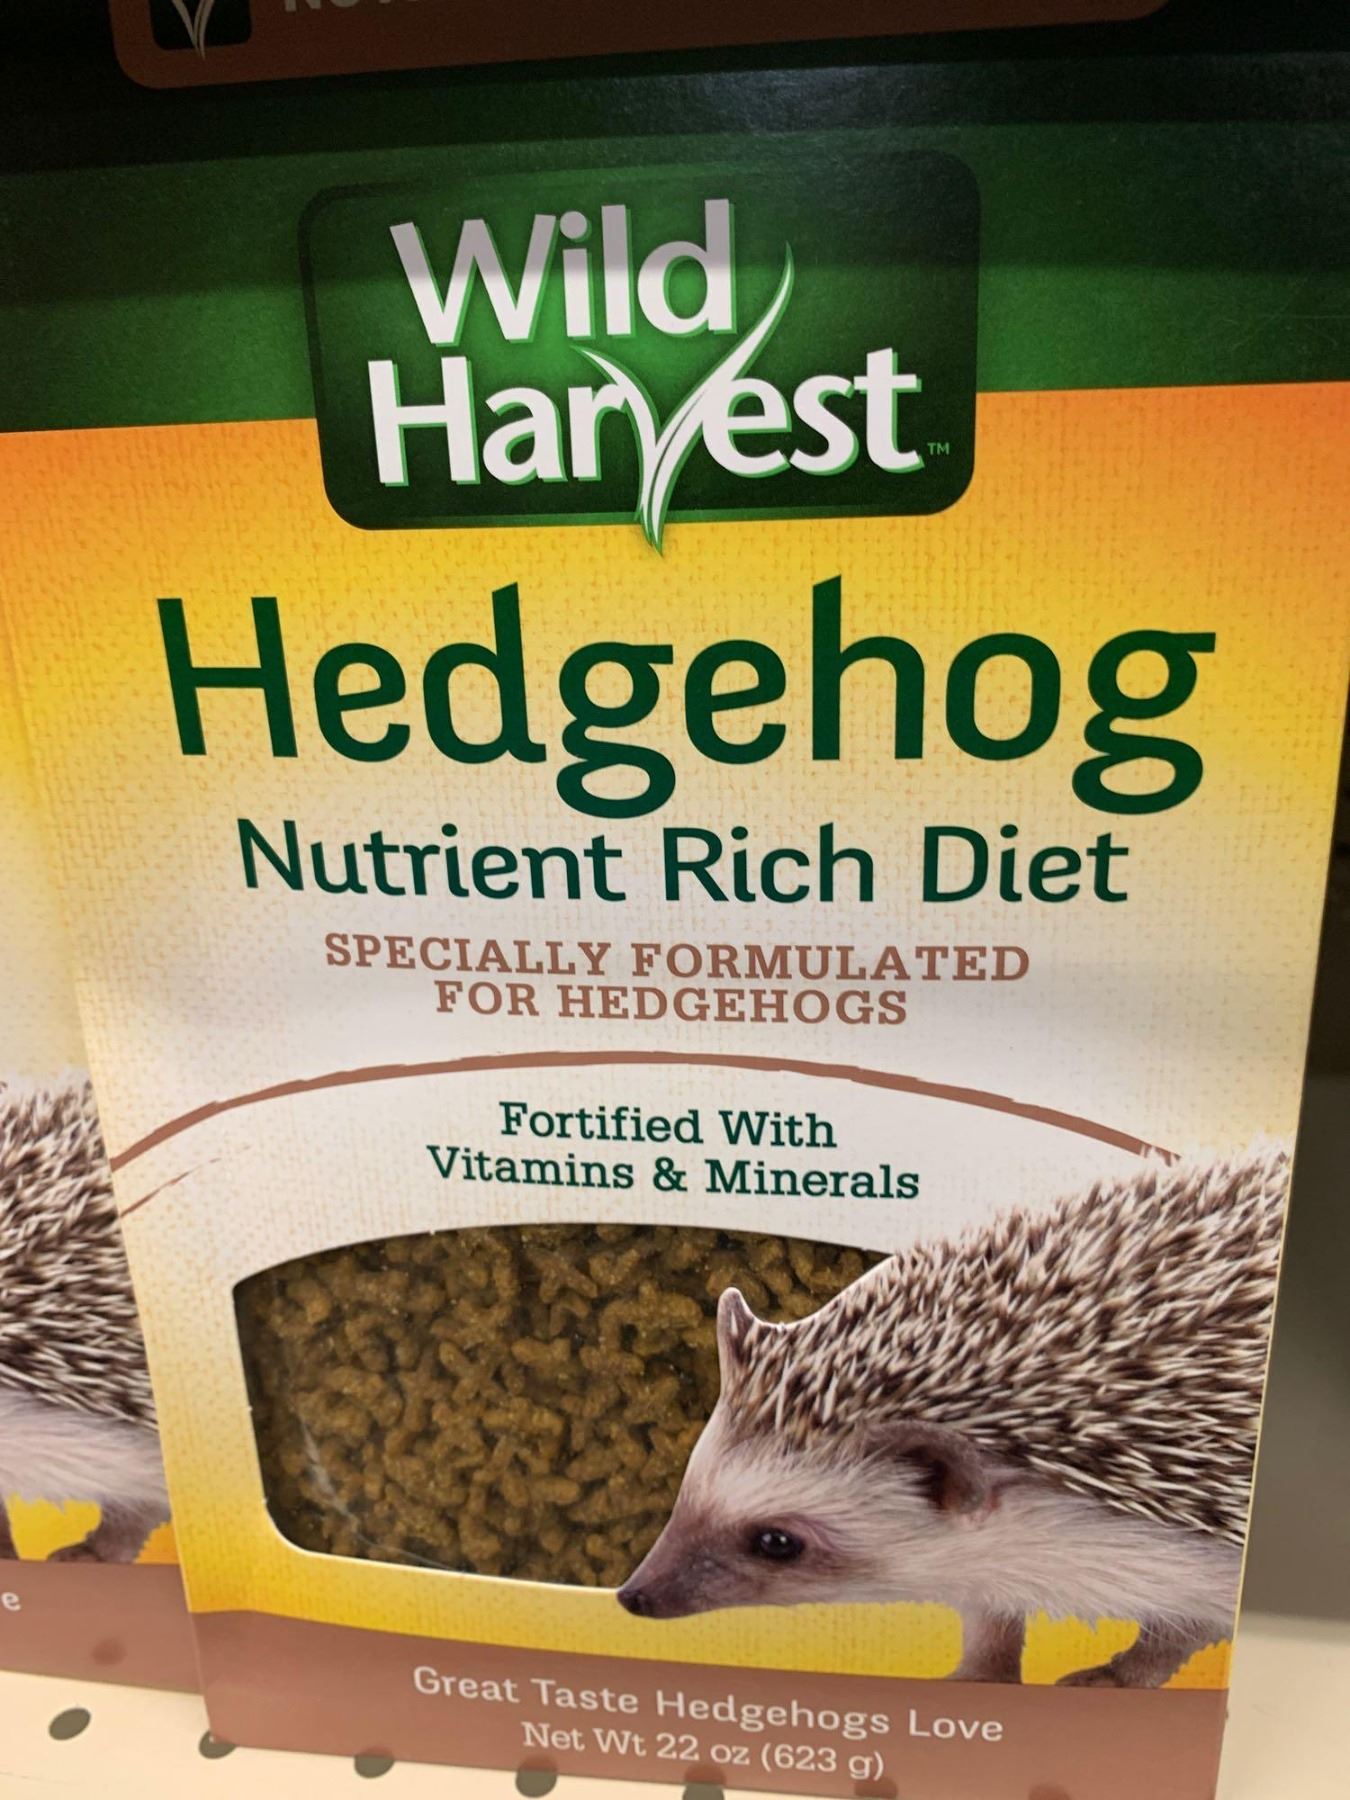 Wild
Harvest™
Hedgehog
Nutrient Rich Diet
SPECIALLY FORMULATED
FOR HEDGEHOGS
Fortified With
Vitamins & Minerals
e
Great Taste Hedgehogs Love
Net Wt 22 oz (623 g)